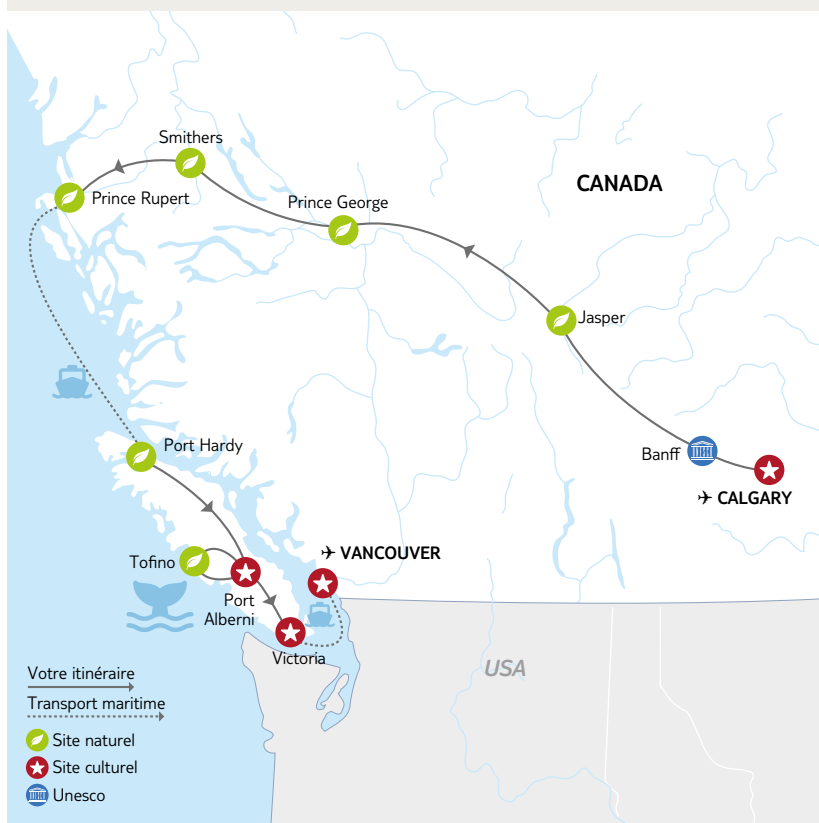 Smithers
Prince Rupert
Prince George
CANADA
Jasper
Port Hardy
Banff
CALGARY
VANCOUVER
Tofino
Port
Alberni
Victoria
USA
Votre itinéraire
Transport maritime
Site naturel
Site culturel
Unesco